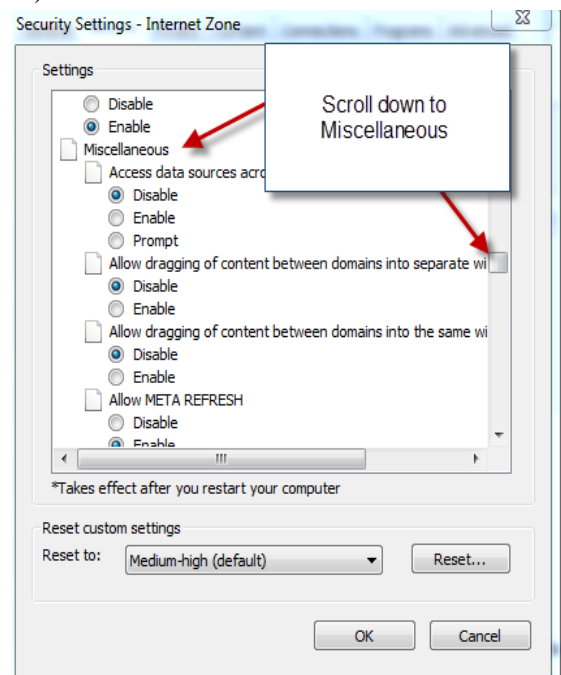 Security Settings - Internet Zone
Settings
Disable
Enable
Scroll down to
Miscellaneous
Miscellaneous
Access data sources acro
Disable
Enable
Prompt
Allow dragging of content between domains into separate wi
Disable
Enable
Allow dragging of content between domains into the same wi
Disable
Enable
Allow META REFRESH
Disable
Enable
*Takes effect after you restart your computer
Reset custom settings
Reset to:
Medium-high (default)
Reset...
OK
Cancel